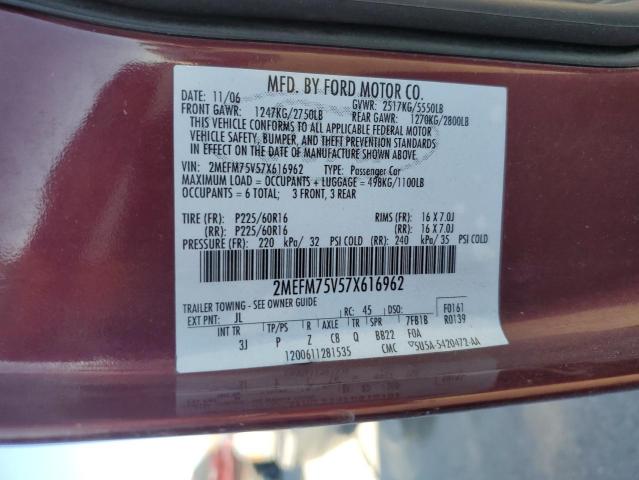 MFD. BY FORD MOTOR CO.
DATE: 11/06 GVWR: 2517KG/5550LB
FRONT GAWR: 1247KG/2750LB REAR GAWR: 1270KG/2800LB
THIS VEHICLE CONFORMS TO ALL APPLICABLE FEDERAL MOTOR
VEHICLE SAFETY, BUMPER, AND THEFT PREVENTION STANDARDS
IN EFFECT ON THE DATE OF MANUFACTURE SHOWN ABOVE.
VIN: 2MEFM75V57X616962 TYPE: Passenger Car
MAXIMUM LOAD = OCCUPANTS + LUGGAGE = 498KG/1100LB
OCCUPANTS = 6 TOTAL; 3 FRONT, 3 REAR
TIRE (FR): P225/60R16 RIMS (FR): 16 X 7.0J
(RR): P225/60R16 (RR): 16 X 7.0J
PRESSURE (FR): 220 kPa/ 32 PSI COLD (RR): 240 kPa/ 35 PSI COLD
2MEFM75V57X616962
TRAILER TOWING - SEE OWNER GUIDE
EXT PNT: JL RC: 45 DSO: F0161
INT TR TP/PS R AXLE TR SPR 7FB1B R0139
3J P Z CB Q BB22 FOA
1200611281535 CMC SU5A-5420472-AA